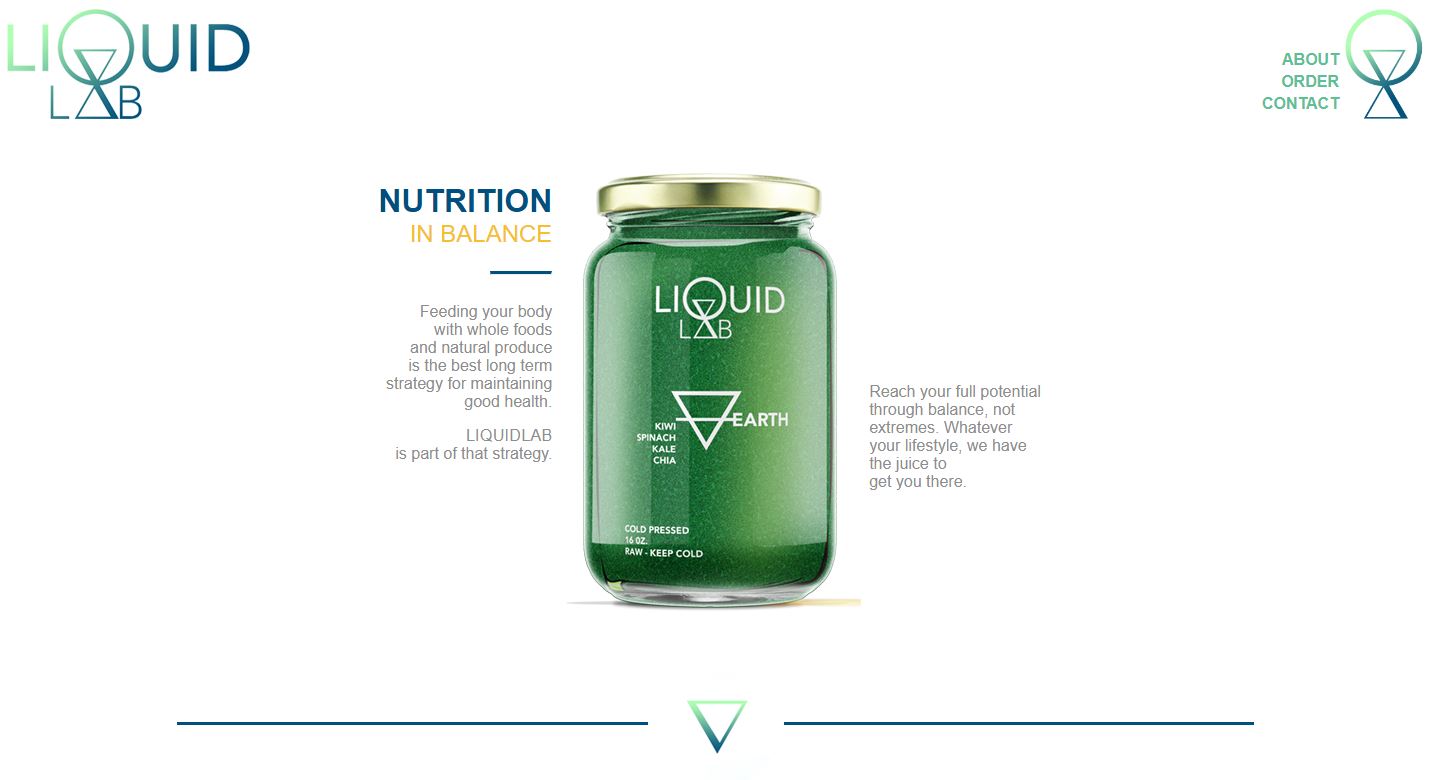 LIQUID
LAB
ABOUT
ORDER
CONTACT
NUTRITION
IN BALANCE
Feeding your body
with whole foods
and natural produce
is the best long term
strategy for maintaining
good health.
LIQUIDLAB
is part of that strategy.
LIQUID
LAB
EARTH
KIWI
SPINACH
KALE
CHIA
COLD PRESSED
16 OZ.
RAW - KEEP COLD
Reach your full potential
through balance, not
extremes. Whatever
your lifestyle, we have
the juice to
get you there.